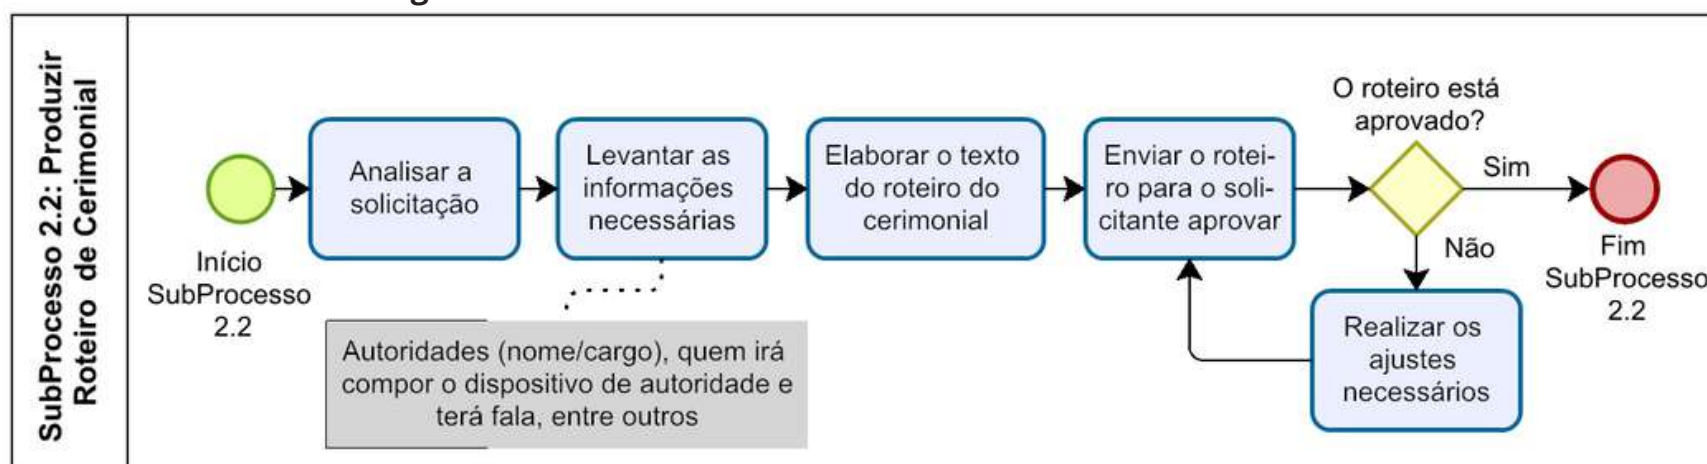 SubProcesso 2.2: Produzir
Roteiro de Cerimonial
Início
SubProcesso
2.2
Analisar a
solicitação
Levantar as
informações
necessárias
Autoridades (nome/cargo), quem irá
compor o dispositivo de autoridade e
terá fala, entre outros
Elaborar o texto
do roteiro do
cerimonial
Enviar o rotei-
ro para o soli-
citante aprovar
O roteiro está
aprovado?
Sim
Não
Realizar os
ajustes
necessários
Fim
SubProcesso
2.2